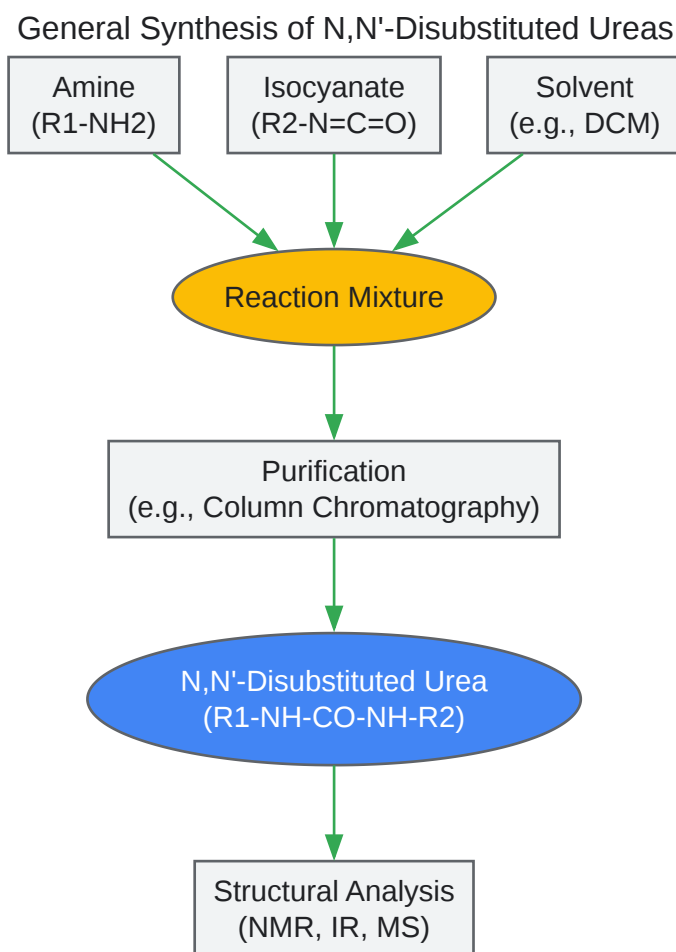 General Synthesis of N,N'-Disubstituted Ureas
Amine
(R1-NH2)
Isocyanate
(R2-N=C=O)
Solvent
(e.g., DCM)
Reaction Mixture
Purification
(e.g., Column Chromatography)
N,N'-Disubstituted Urea
(R1-NH-CO-NH-R2)
Structural Analysis
(NMR, IR, MS)